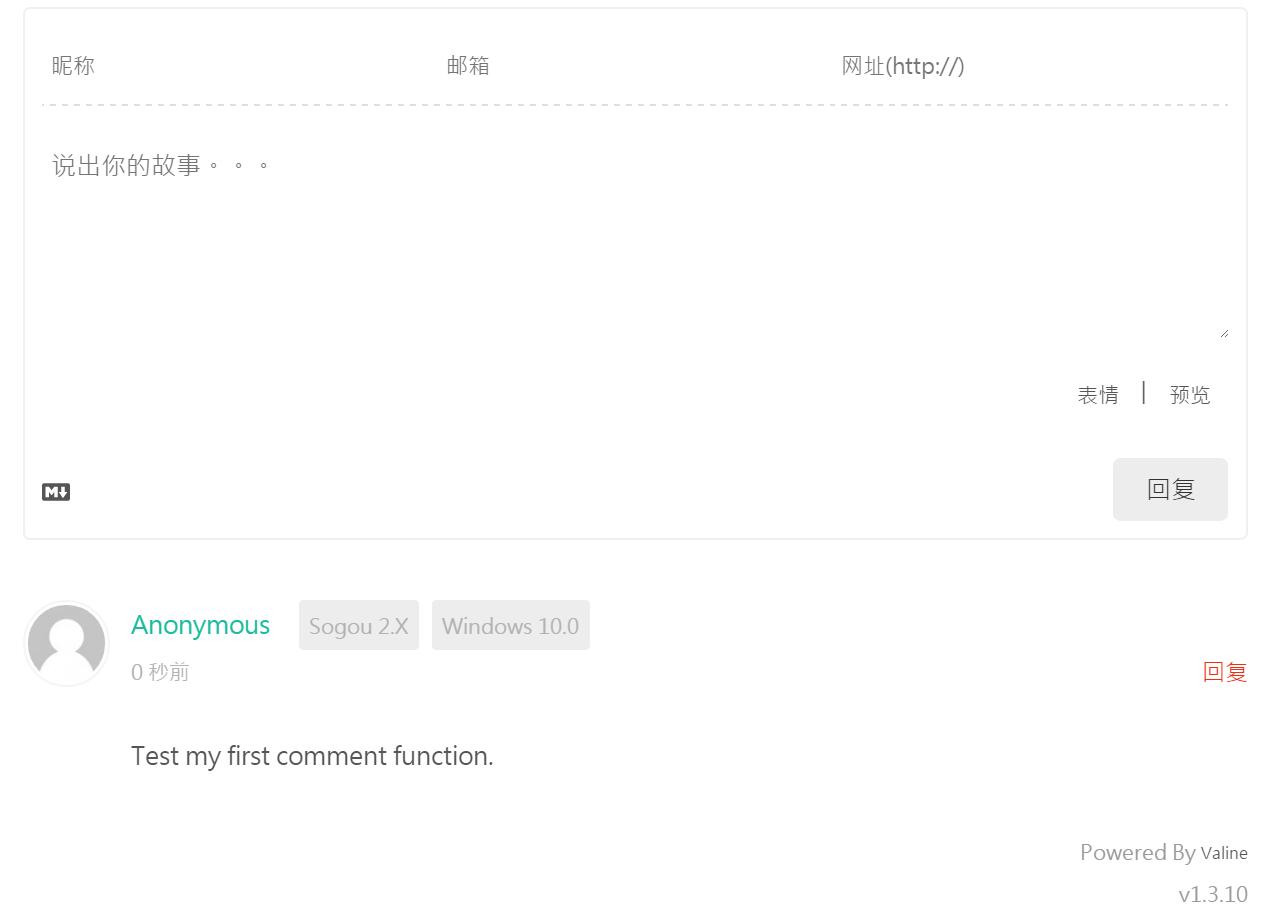 昵称 邮箱 网址(http://)
说出你的故事。。。
表情 | 预览
M↓ 回复
Anonymous Sogou 2.X Windows 10.0
0 秒前 回复
Test my first comment function.
Powered By Valine
v1.3.10